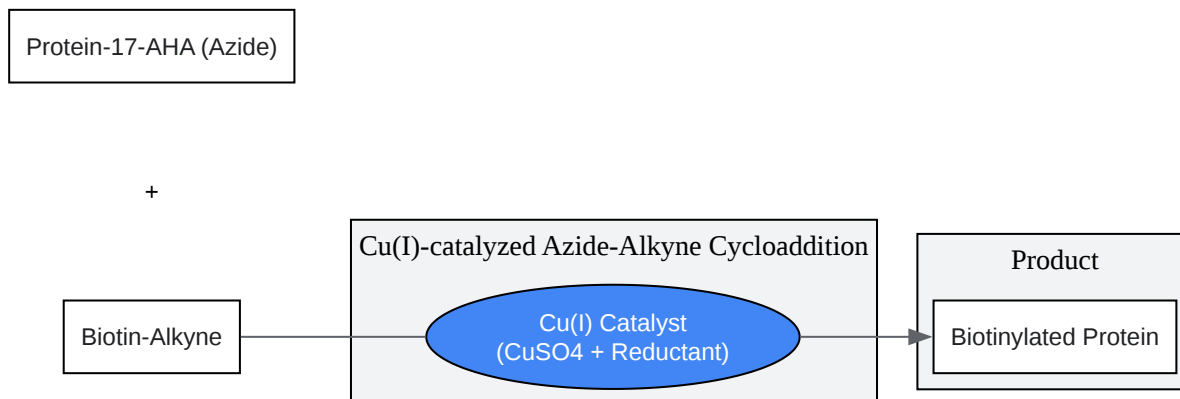 Protein-17-AHA (Azide)
+
Cu(I)-catalyzed Azide-Alkyne Cycloaddition
Product
Biotin-Alkyne
Cu(I) Catalyst
(CuSO4 + Reductant)
Biotinylated Protein